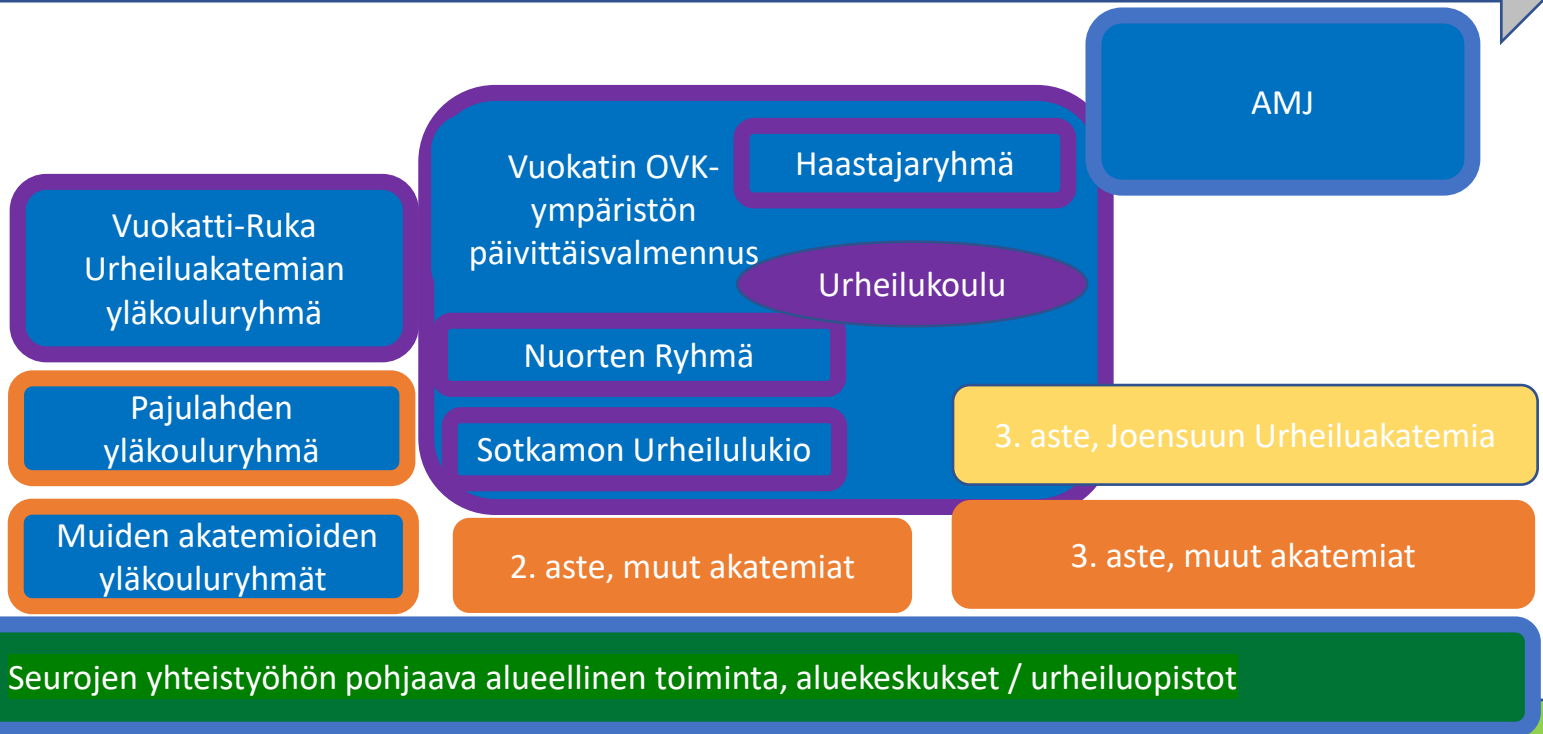 AMJ
Vuokatin OVK-
ympäristön
päivittäisvalmennus
Haastajaryhmä
Urheilukoulu
Nuorten Ryhmä
Sotkamon Urheilulukio
Vuokatti-Ruka
Urheiluakatemian
yläkouluryhmä
Pajulahden
yläkouluryhmä
Muiden akatemioiden
yläkouluryhmät
3. aste, Joensuun Urheiluakatemia
2. aste, muut akatemiat
3. aste, muut akatemiat
Seurojen yhteistyöhön pohjaava alueellinen toiminta, aluekeskukset / urheiluopistot